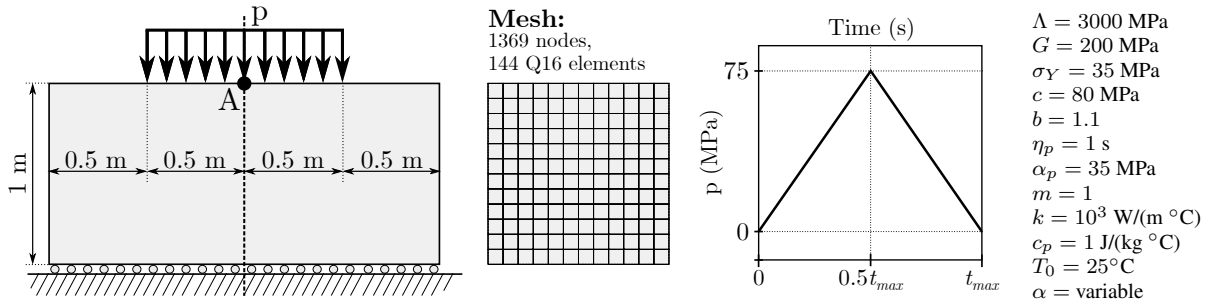 p
A
1 m
0.5 m 0.5 m 0.5 m 0.5 m
Mesh:
1369 nodes,
144 Q16 elements
Time (s)
p (MPa)
75
0
0 0.5t_max t_max
Λ = 3000 MPa
G = 200 MPa
σ_Y = 35 MPa
c = 80 MPa
b = 1.1
η_p = 1 s
α_p = 35 MPa
m = 1
k = 10³ W/(m °C)
c_p = 1 J/(kg °C)
T_0 = 25°C
α = variable